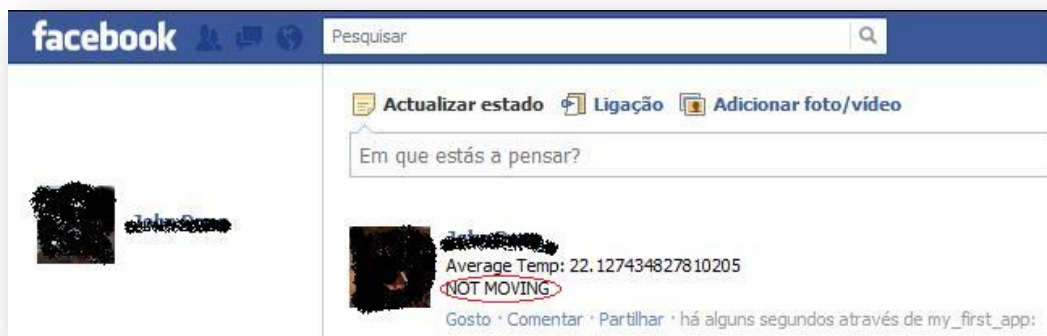 facebook Pesquisar
Actualizar estado Ligação Adicionar foto/vídeo
Em que estás a pensar?
Average Temp: 22.127434827810205
NOT MOVING
Gosto · Comentar · Partilhar · há alguns segundos através de my_first_app: